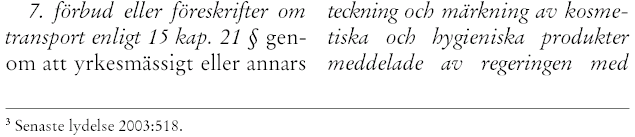 7. förbud eller föreskrifter om
transport enligt 15 kap. 21 § gen-
om att yrkesmässigt eller annars
teckning och märkning av kosme-
tiska och hygieniska produkter
meddelade av regeringen med
3 Senaste lydelse 2003:518.